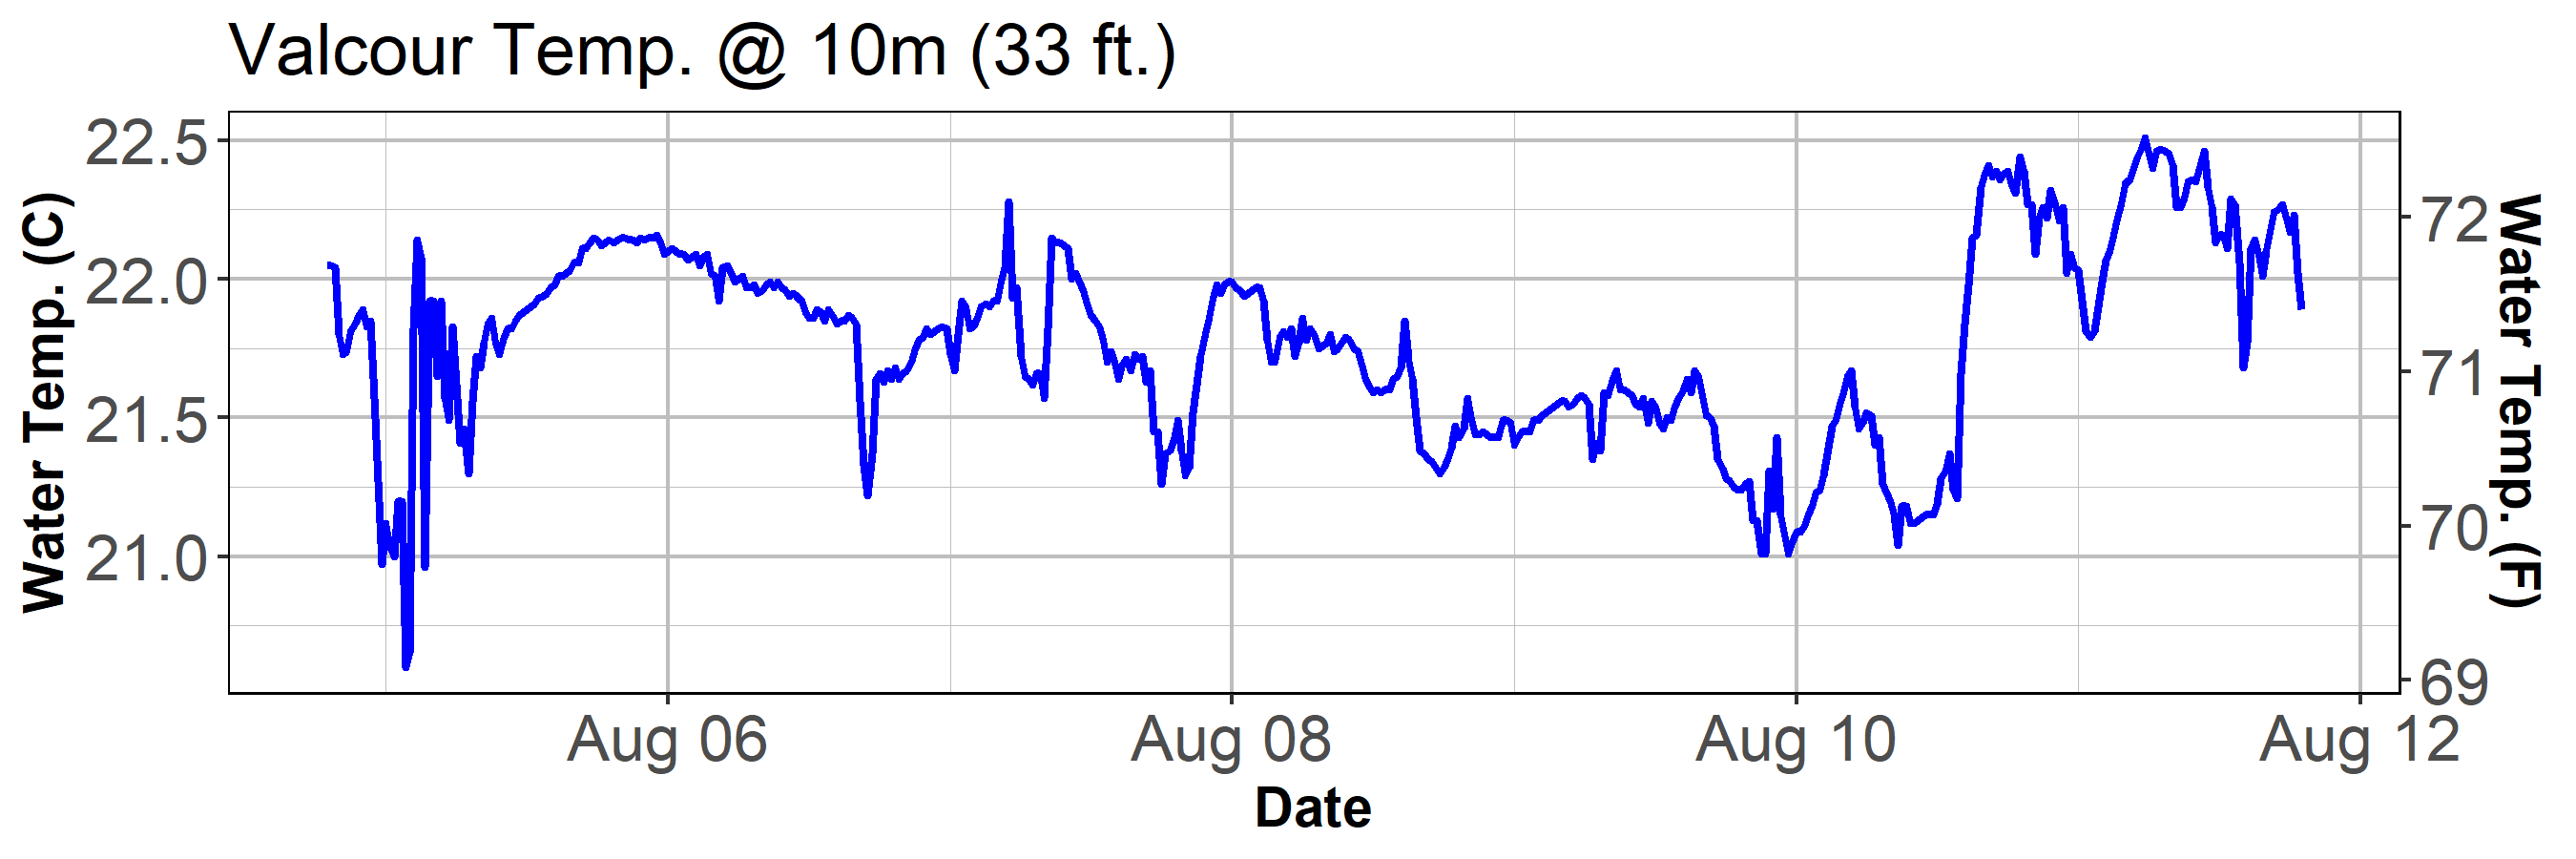 Valcour Temp. @ 10m (33 ft.)
Water Temp. (C)
22.5
22.0
21.5
21.0
72
71
70
69
Water Temp. (F)
Aug 06
Aug 08
Aug 10
Aug 12
Date